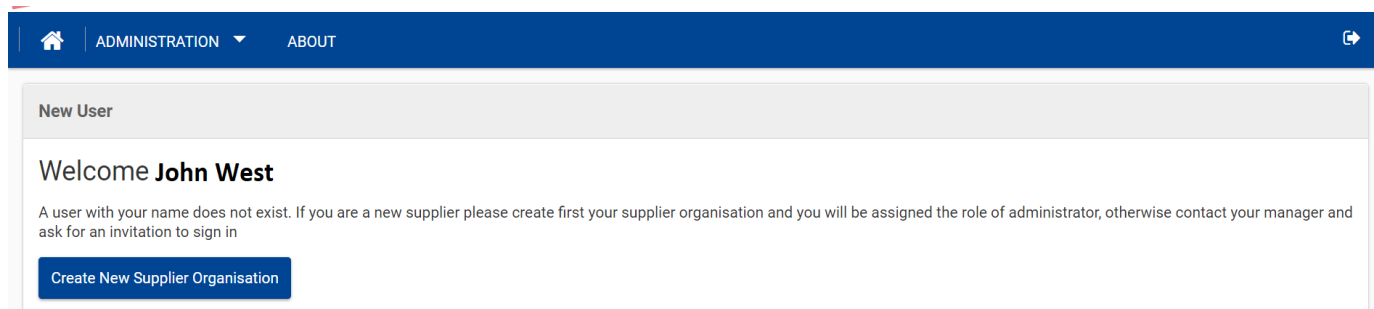 ADMINISTRATION ABOUT
New User
Welcome John West
A user with your name does not exist. If you are a new supplier please create first your supplier organisation and you will be assigned the role of administrator, otherwise contact your manager and
ask for an invitation to sign in
Create New Supplier Organisation